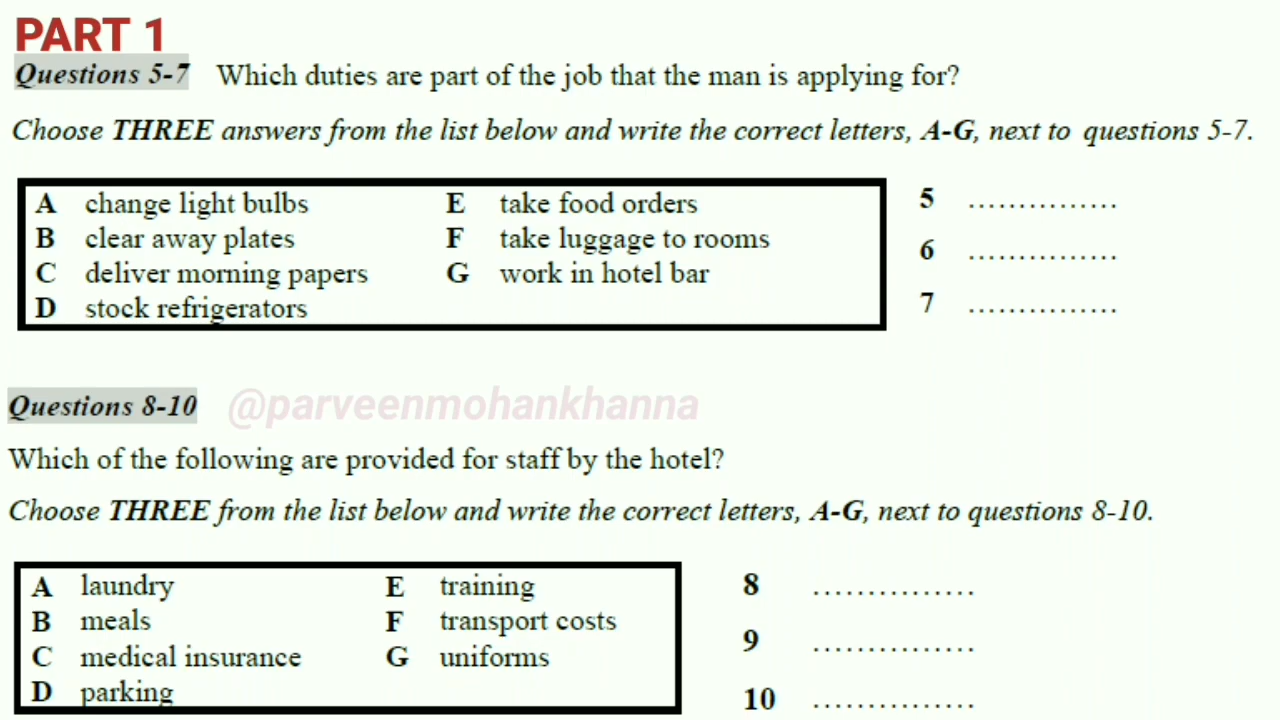 PART 1
Questions 5-7 Which duties are part of the job that the man is applying for?
Choose THREE answers from the list below and write the correct letters, A-G, next to questions 5-7.
A change light bulbs E take food orders 5 ...............
B clear away plates F take luggage to rooms 6 ...............
C deliver morning papers G work in hotel bar 7 ...............
D stock refrigerators
Questions 8-10 @parveenmohankhanna
Which of the following are provided for staff by the hotel?
Choose THREE from the list below and write the correct letters, A-G, next to questions 8-10.
A laundry E training 8 ................
B meals F transport costs 9 ................
C medical insurance G uniforms
D parking 10 ................